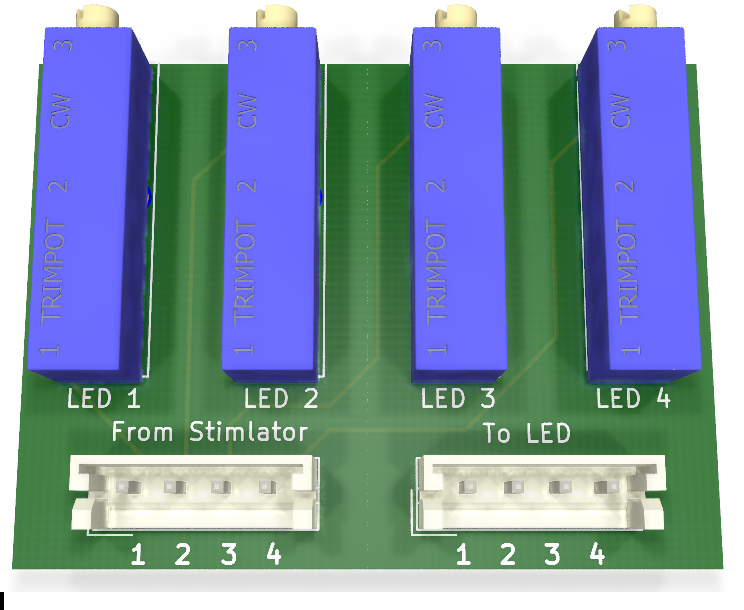 3 3 3 3
CW CW CW CW
2 2 2 2
TRIMPOT TRIMPOT TRIMPOT TRIMPOT
1 1 1 1
LED 1 LED 2 LED 3 LED 4
From Stimlator To LED
1 2 3 4 1 2 3 4